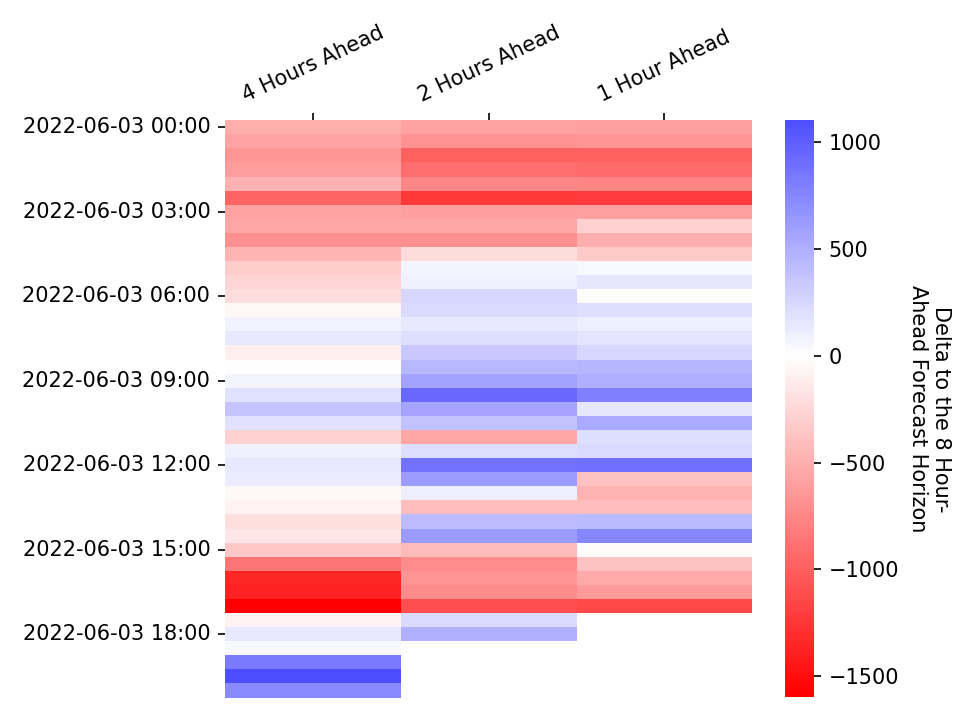 4 Hours Ahead
2 Hours Ahead
1 Hour Ahead
2022-06-03 00:00
2022-06-03 03:00
2022-06-03 06:00
2022-06-03 09:00
2022-06-03 12:00
2022-06-03 15:00
2022-06-03 18:00
1000
500
0
−500
−1000
−1500
Delta to the 8 Hour-
Ahead Forecast Horizon